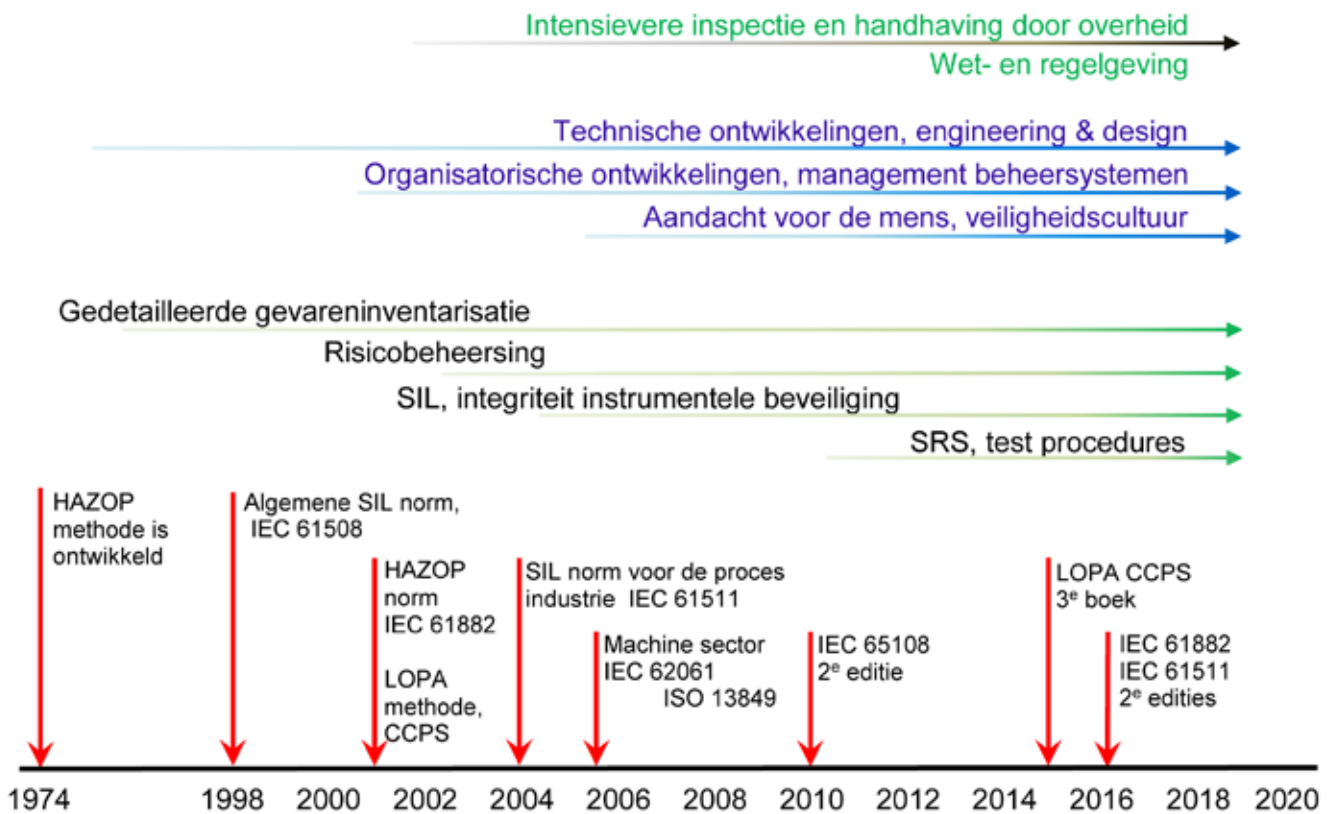 Intensievere inspectie en handhaving door overheid
Wet- en regelgeving
Technische ontwikkelingen, engineering & design
Organisatorische ontwikkelingen, management beheersystemen
Aandacht voor de mens, veiligheidscultuur
Gedetailleerde gevareninventarisatie
Risicobeheersing
SIL, integriteit instrumentele beveiliging
SRS, test procedures
HAZOP
methode is
ontwikkeld
Algemene SIL norm,
IEC 61508
HAZOP
norm
IEC 61882
LOPA
methode,
CCPS
SIL norm voor de proces
industrie IEC 61511
Machine sector
IEC 62061
ISO 13849
IEC 65108
2e editie
LOPA CCPS
3e boek
IEC 61882
IEC 61511
2e edities
1974 1998 2000 2002 2004 2006 2008 2010 2012 2014 2016 2018 2020